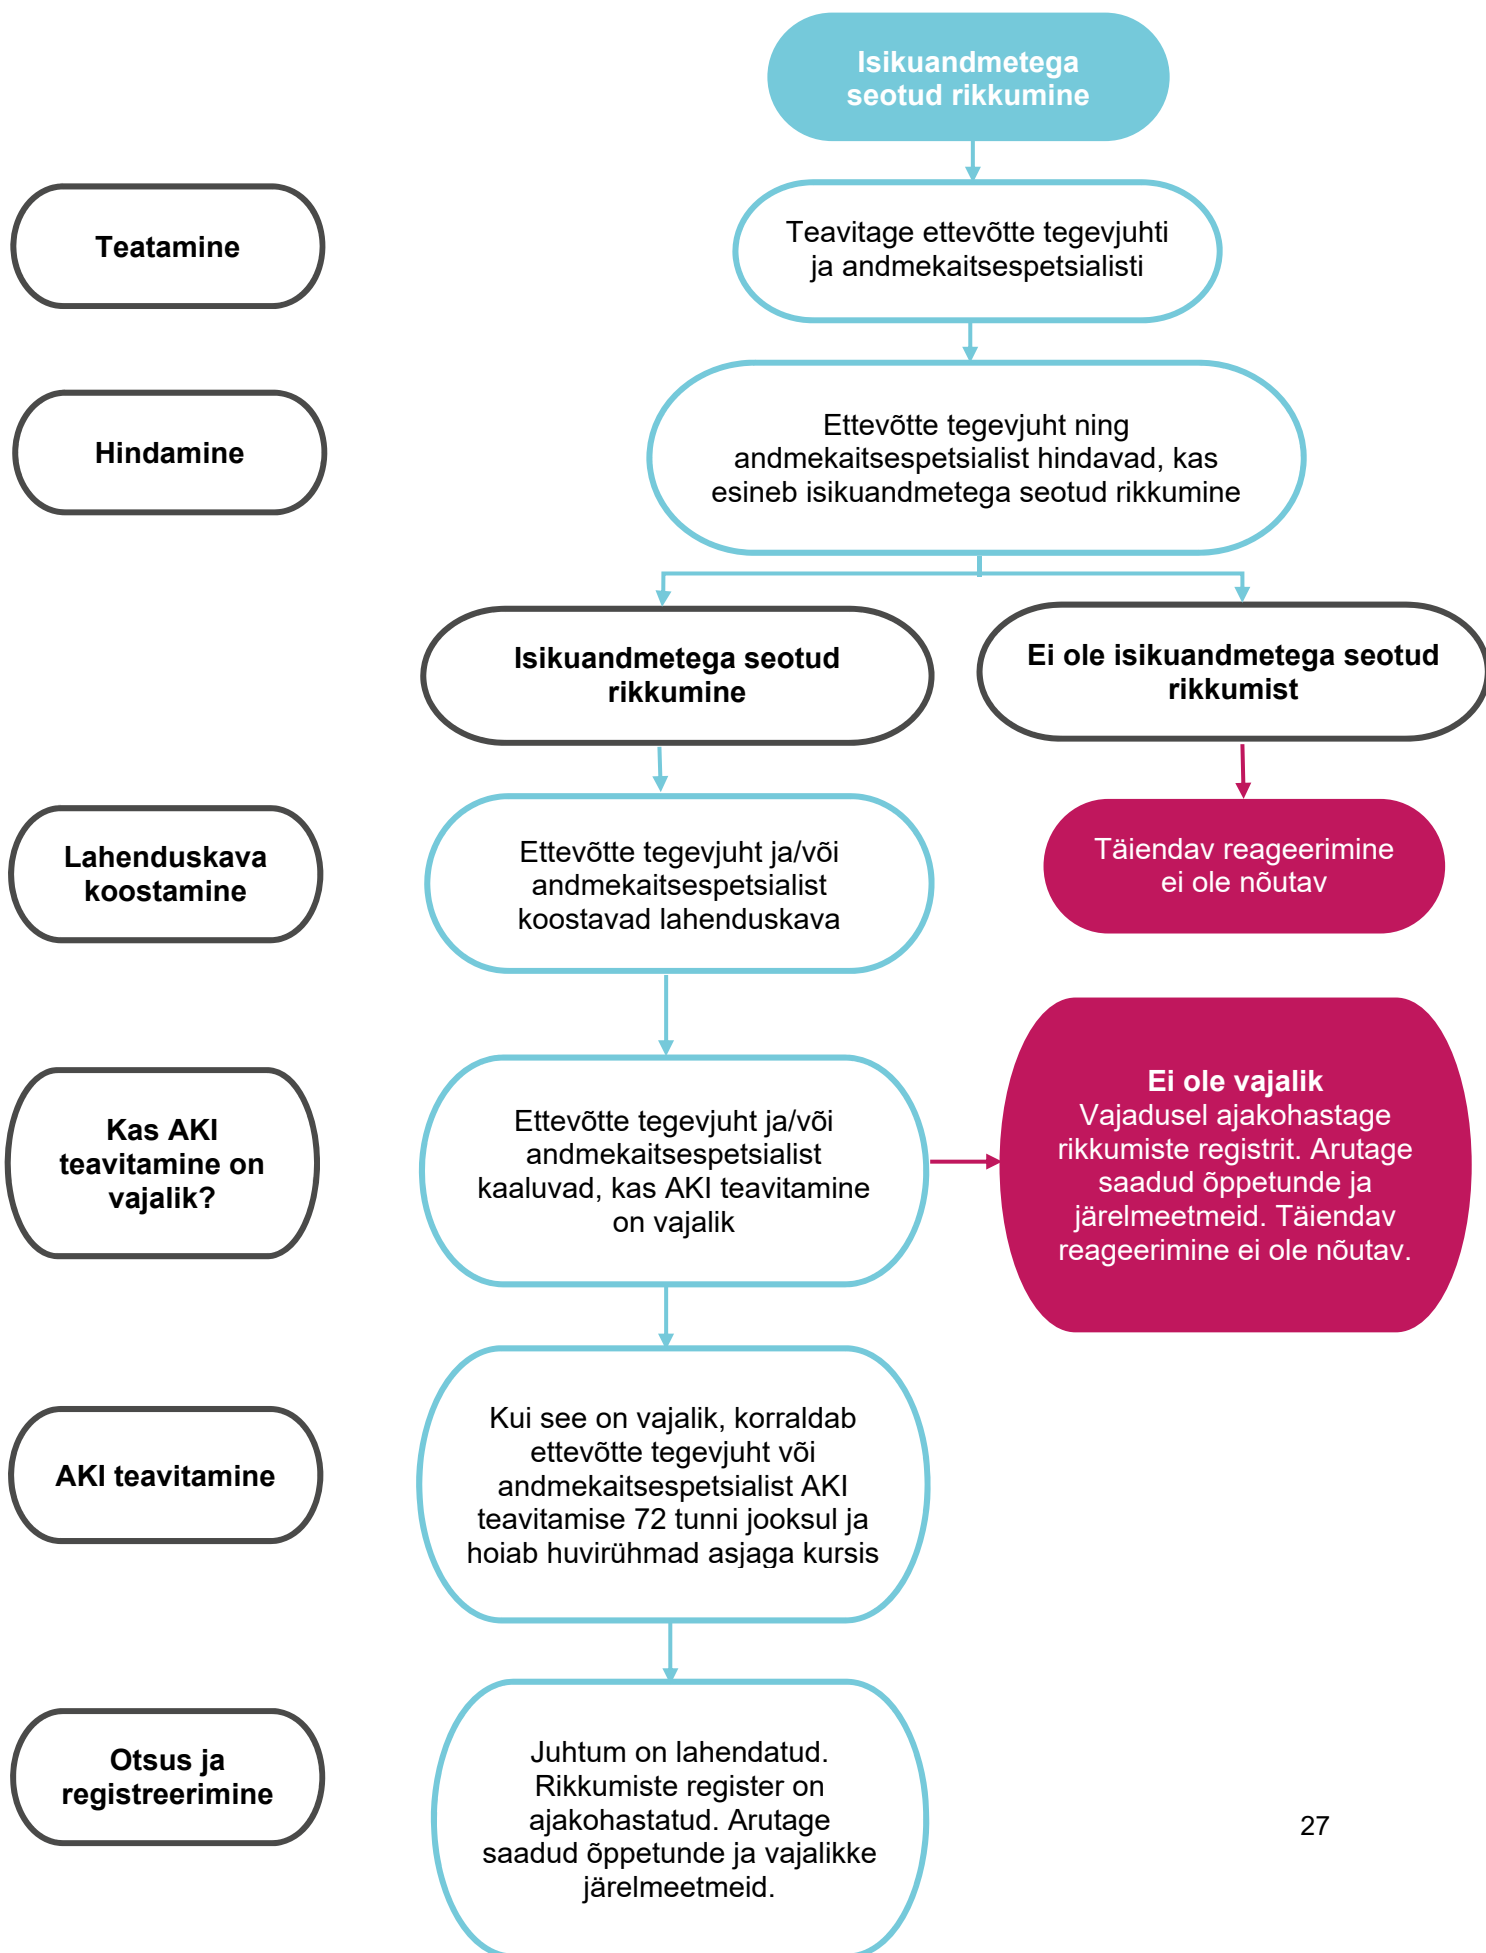 Isikuandmetega
seotud rikkumine
Teatamine
Teavitage ettevõtte tegevjuhti
ja andmekaitsespetsialisti
Hindamine
Ettevõtte tegevjuht ning
andmekaitsespetsialist hindavad, kas
esineb isikuandmetega seotud rikkumine
Isikuandmetega seotud
rikkumine
Ei ole isikuandmetega seotud
rikkumist
Lahenduskava
koostamine
Ettevõtte tegevjuht ja/või
andmekaitsespetsialist
koostavad lahenduskava
Täiendav reageerimine
ei ole nõutav
Kas AKI
teavitamine on
vajalik?
Ettevõtte tegevjuht ja/või
andmekaitsespetsialist
kaaluvad, kas AKI teavitamine
on vajalik
Ei ole vajalik
Vajadusel ajakohastage
rikkumiste registrit. Arutage
saadud õppetunde ja
järelmeetmeid. Täiendav
reageerimine ei ole nõutav.
AKI teavitamine
Kui see on vajalik, korraldab
ettevõtte tegevjuht või
andmekaitsespetsialist AKI
teavitamise 72 tunni jooksul ja
hoiab huvirühmad asjaga kursis
Otsus ja
registreerimine
Juhtum on lahendatud.
Rikkumiste register on
ajakohastatud. Arutage
saadud õppetunde ja vajalikke
järelmeetmeid.
27